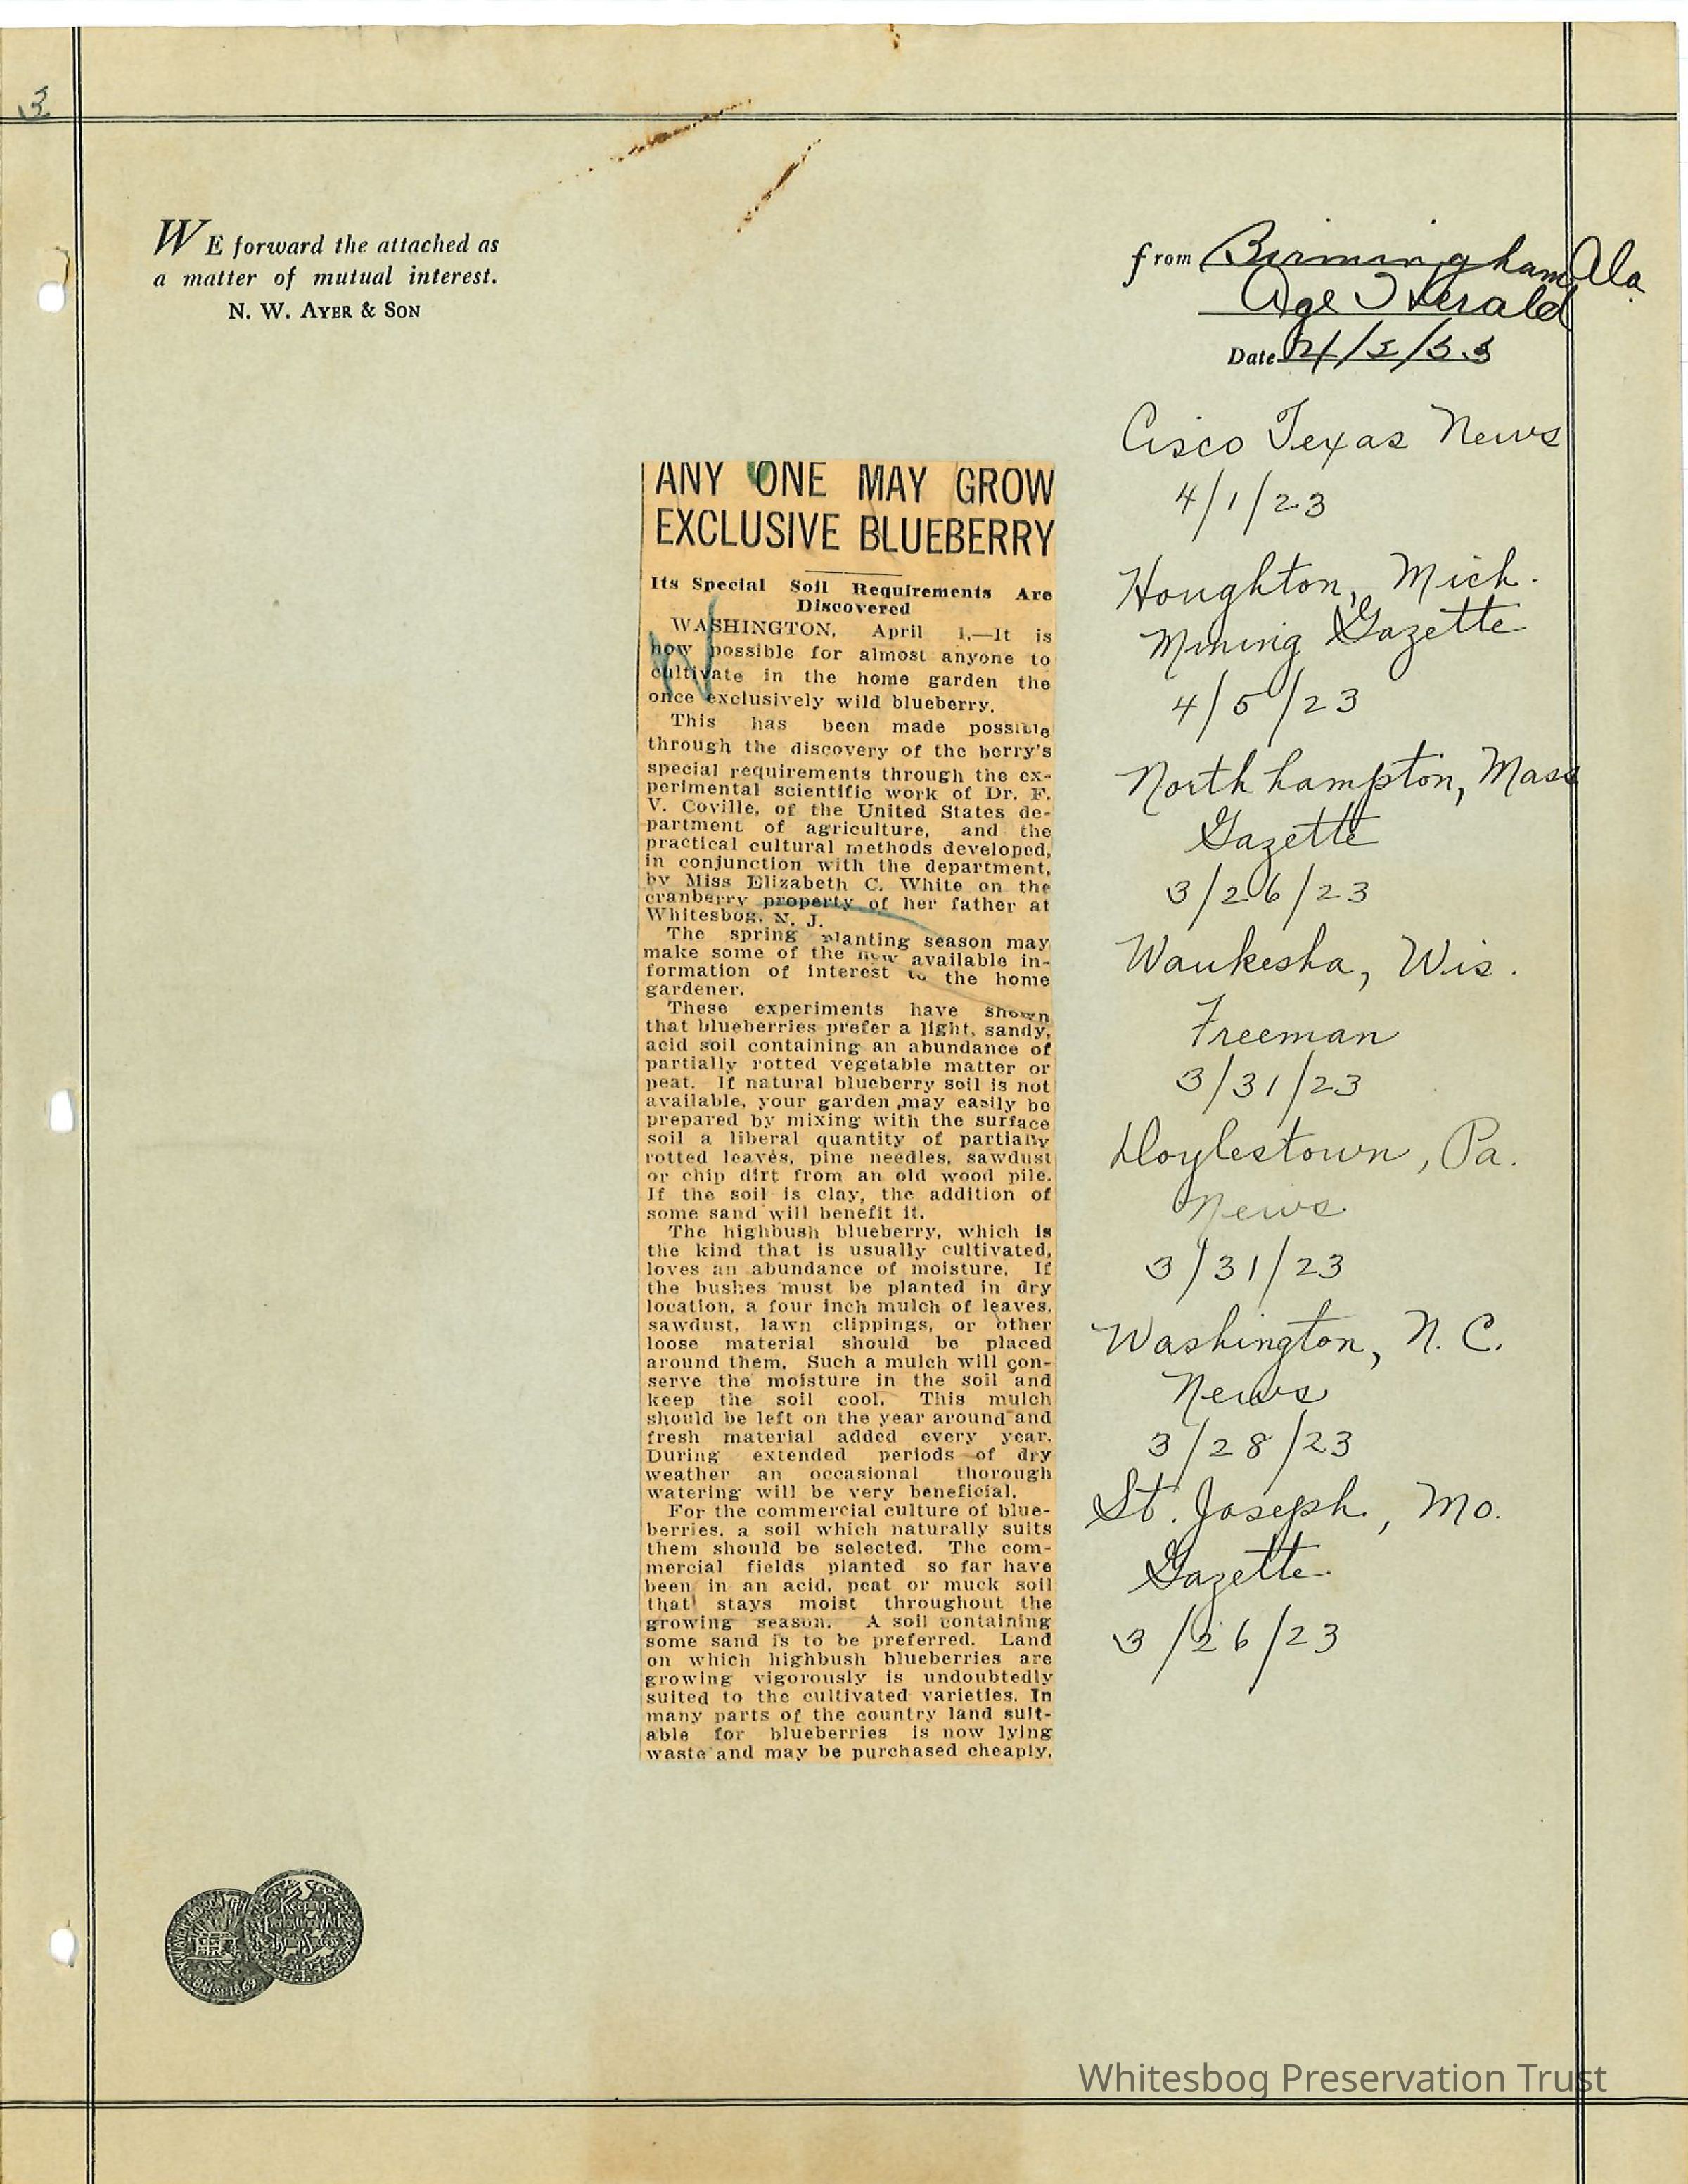 3
WE forward the attached as
a matter of mutual interest.
N. W. AYER & SON
from Birmingham, Ala.
Age Herald
Date
Cisco Texas News
4/1/23
Houghton, Mich.
Mining Gazette
4/5/23
Northhampton, Mass
Gazette
3/26/23
Waukesha, Wis.
Freeman
3/31/23
Doylestown, Pa.
News
3/31/23
Washington, N. C.
News
3/28/23
St. Joseph, Mo.
Gazette
3/26/23
ANY ONE MAY GROW
EXCLUSIVE BLUEBERRY
Its Special Soil Requirements Are
Discovered
WASHINGTON, April 1.—It is
now possible for almost anyone to
cultivate in the home garden the
once exclusively wild blueberry.
This has been made possible
through the discovery of the berry's
special requirements through the ex-
perimental scientific work of Dr. F.
V. Coville, of the United States de-
partment of agriculture, and the
practical cultural methods developed,
in conjunction with the department,
by Miss Elizabeth C. White on the
cranberry property of her father at
Whitesbog, N. J.
The spring planting season may
make some of the now available in-
formation of interest to the home
gardener.
These experiments have shown
that blueberries prefer a light, sandy,
acid soil containing an abundance of
partially rotted vegetable matter or
peat. If natural blueberry soil is not
available, your garden may easily be
prepared by mixing with the surface
soil a liberal quantity of partially
rotted leaves, pine needles, sawdust
or chip dirt from an old wood pile.
If the soil is clay, the addition of
some sand will benefit it.
The highbush blueberry, which is
the kind that is usually cultivated,
loves an abundance of moisture. If
the bushes must be planted in dry
location, a four inch mulch of leaves,
sawdust, lawn clippings, or other
loose material should be placed
around them. Such a mulch will con-
serve the moisture in the soil and
keep the soil cool. This mulch
should be left on the year around and
fresh material added every year.
During extended periods of dry
weather an occasional thorough
watering will be very beneficial.
For the commercial culture of blue-
berries, a soil which naturally suits
them should be selected. The com-
mercial fields planted so far have
been in an acid, peat or muck soil
that stays moist throughout the
growing season. A soil containing
some sand is to be preferred. Land
on which highbush blueberries are
growing vigorously is undoubtedly
suited to the cultivated varieties. In
many parts of the country land suit-
able for blueberries is now lying
waste and may be purchased cheaply.
Keeping
Everlastingly At It
Brings Success
1869
Whitesbog Preservation Trust